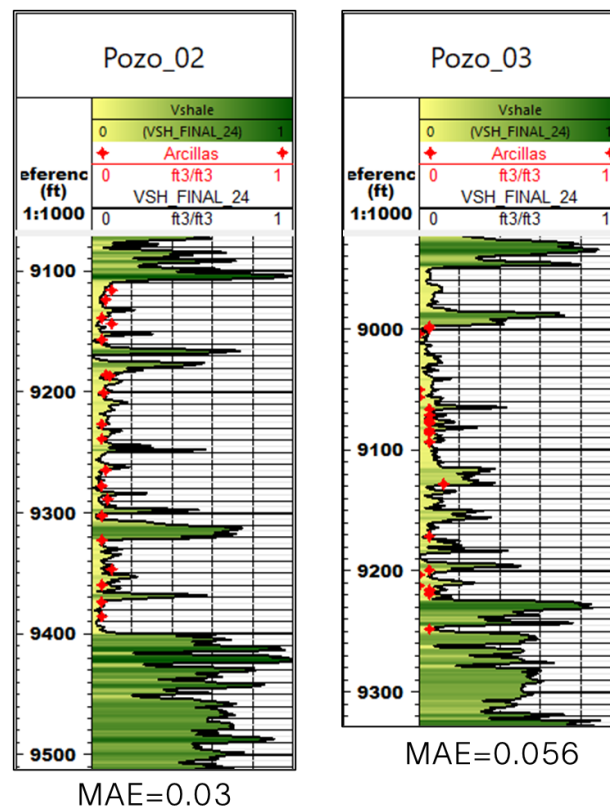 Pozo_02
Vshale
0 (VSH_FINAL_24) 1
Arcillas
0 ft3/ft3 1
VSH_FINAL_24
0 ft3/ft3 1
eferenc
(ft)
1:1000
9100
9200
9300
9400
9500
MAE=0.03
Pozo_03
Vshale
0 (VSH_FINAL_24) 1
Arcillas
0 ft3/ft3 1
VSH_FINAL_24
0 ft3/ft3 1
eferenc
(ft)
1:1000
9000
9100
9200
9300
MAE=0.056